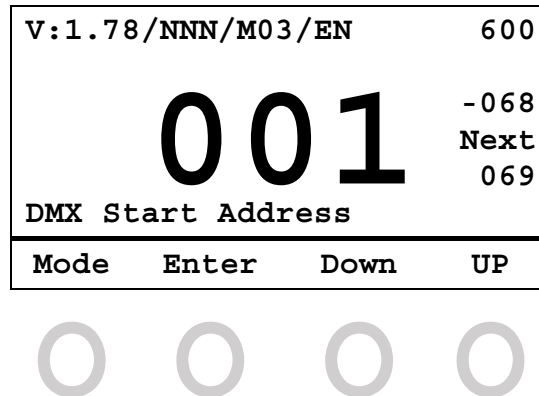 V:1.78/NNN/M03/EN 600
001
-068
Next
069
DMX Start Address
Mode Enter Down UP